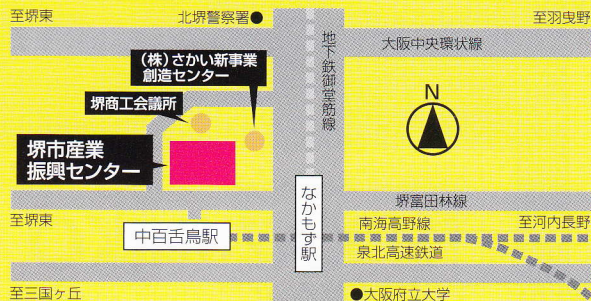 至堺東
北堺警察署●
至羽曳野
地下鉄御堂筋線
大阪中央環状線
(株)さかい新事業
創造センター
堺商工会議所
N
堺市産業
振興センター
なかもず駅
堺富田林線
至堺東
中百舌鳥駅
南海高野線
至河内長野
泉北高速鉄道
至三国ヶ丘
●大阪府立大学